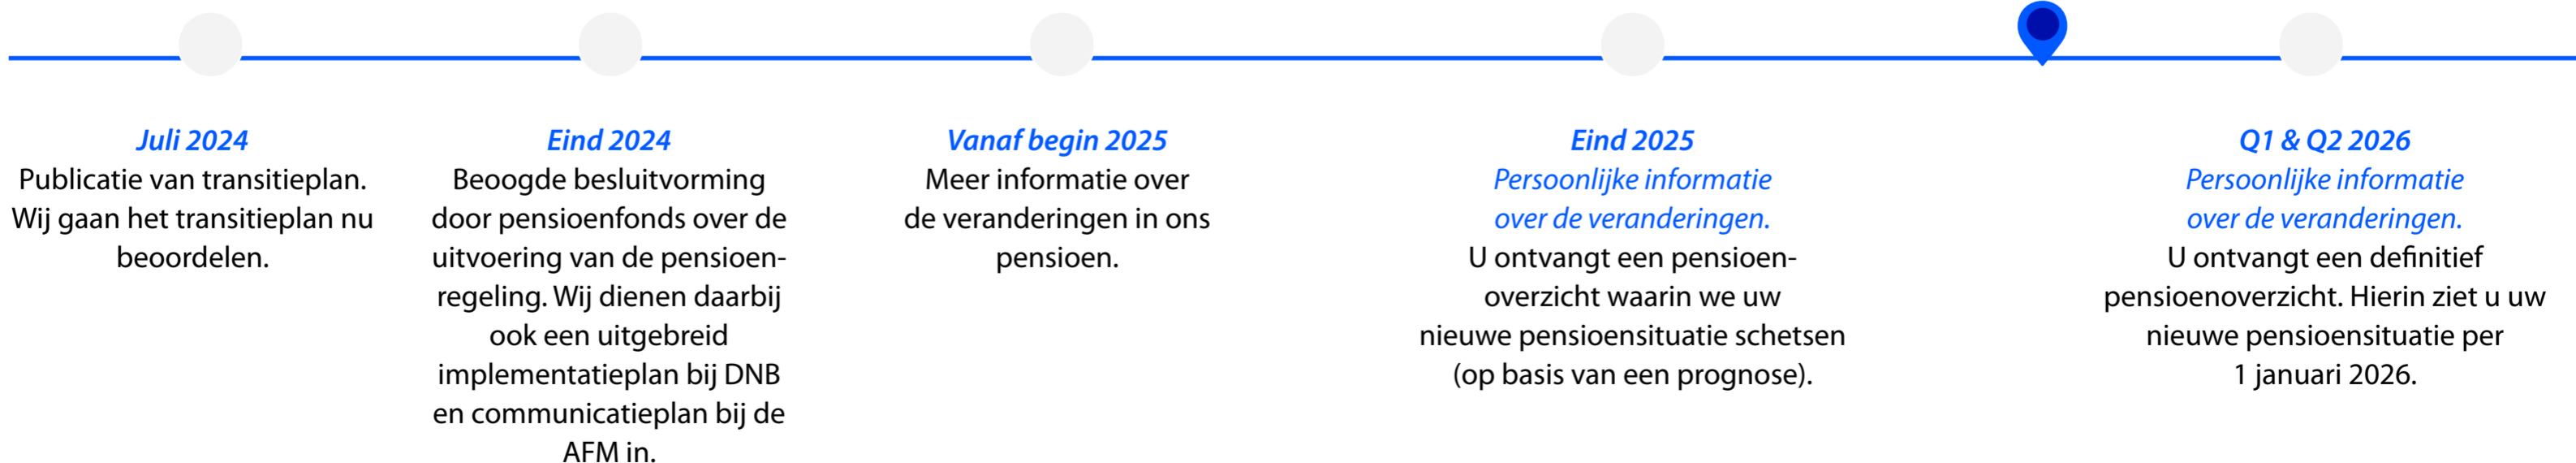 Juli 2024
Publicatie van transitieplan.
Wij gaan het transitieplan nu
beoordelen.
Eind 2024
Beoogde besluitvorming
door pensioenfonds over de
uitvoering van de pensioen-
regeling. Wij dienen daarbij
ook een uitgebreid
implementatieplan bij DNB
en communicatieplan bij de
AFM in.
Vanaf begin 2025
Meer informatie over
de veranderingen in ons
pensioen.
Eind 2025
Persoonlijke informatie
over de veranderingen.
U ontvangt een pensioen-
overzicht waarin we uw
nieuwe pensioensituatie schetsen
(op basis van een prognose).
Q1 & Q2 2026
Persoonlijke informatie
over de veranderingen.
U ontvangt een definitief
pensioenoverzicht. Hierin ziet u uw
nieuwe pensioensituatie per
1 januari 2026.